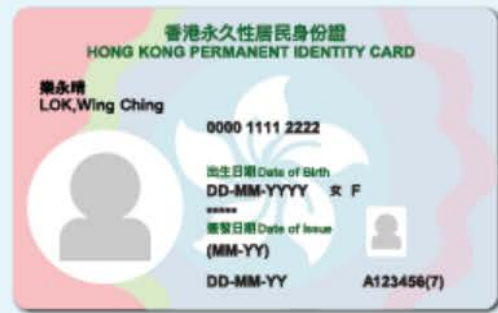 香港永久性居民身份證
HONG KONG PERMANENT IDENTITY CARD
樂永晴
LOK,Wing Ching
0000 1111 2222
出生日期 Date of Birth
DD-MM-YYYY 女 F
*****
簽發日期 Date of Issue
(MM-YY)
DD-MM-YY A123456(7)